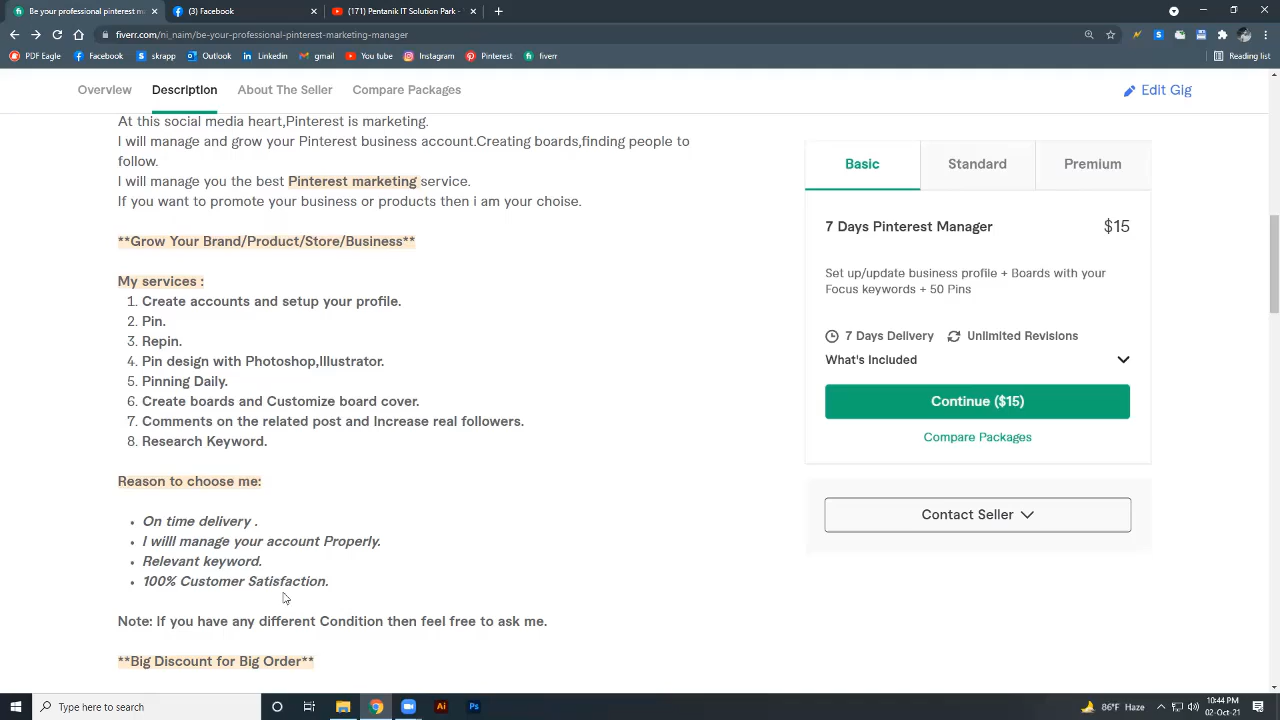 Be your professional pinterest m
(3) Facebook
(171) Pentanik IT Solution Park -
fiverr.com/ni_naim/be-your-professional-pinterest-marketing-manager
PDF Eagle
Facebook
skrapp
Outlook
Linkedin
gmail
You tube
Instagram
Pinterest
fiverr
Reading list
Overview
Description
About The Seller
Compare Packages
Edit Gig
At this social media heart,Pinterest is marketing.
I will manage and grow your Pinterest business account.Creating boards,finding people to
follow.
I will manage you the best Pinterest marketing service.
If you want to promote your business or products then i am your choise.
**Grow Your Brand/Product/Store/Business**
My services :
1. Create accounts and setup your profile.
2. Pin.
3. Repin.
4. Pin design with Photoshop,Illustrator.
5. Pinning Daily.
6. Create boards and Customize board cover.
7. Comments on the related post and Increase real followers.
8. Research Keyword.
Reason to choose me:
• On time delivery .
• I willl manage your account Properly.
• Relevant keyword.
• 100% Customer Satisfaction.
Note: If you have any different Condition then feel free to ask me.
**Big Discount for Big Order**
Basic
Standard
Premium
7 Days Pinterest Manager
$15
Set up/update business profile + Boards with your
Focus keywords + 50 Pins
7 Days Delivery
Unlimited Revisions
What's Included
Continue ($15)
Compare Packages
Contact Seller
Type here to search
Ai
Ps
86°F Haze
10:44 PM
02-Oct-21